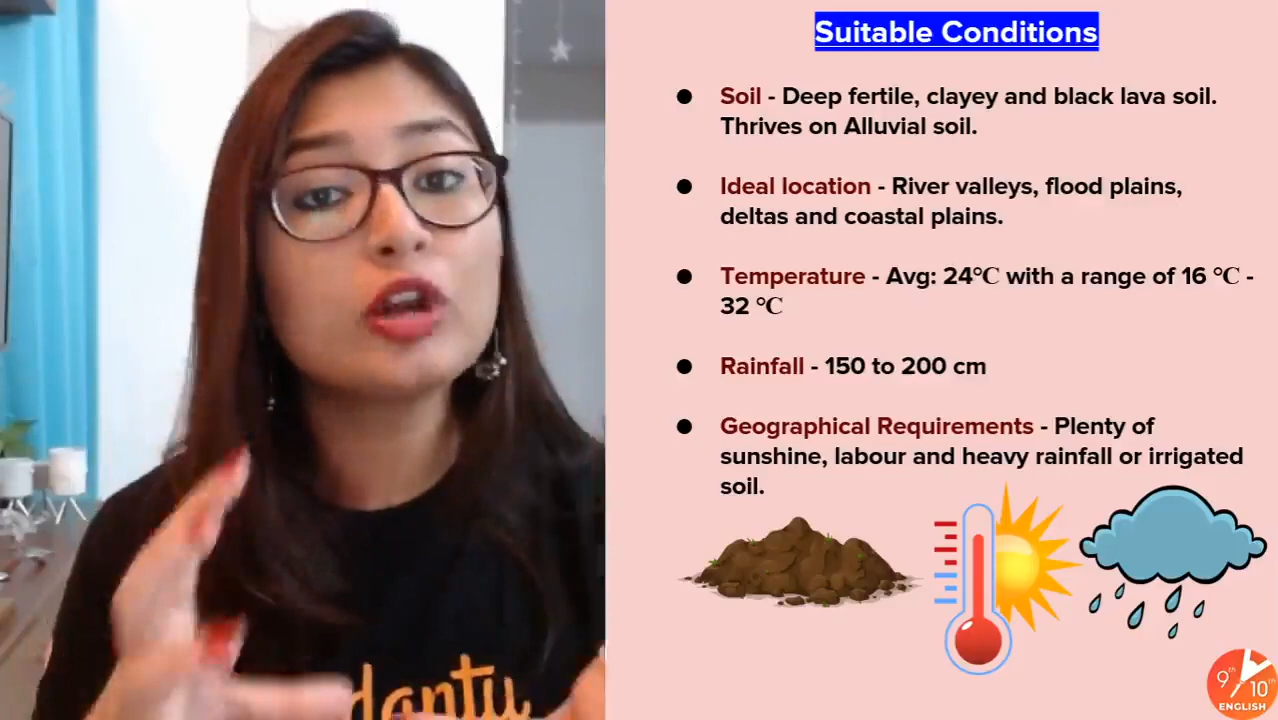 Suitable Conditions
● Soil - Deep fertile, clayey and black lava soil.
Thrives on Alluvial soil.
● Ideal location - River valleys, flood plains,
deltas and coastal plains.
● Temperature - Avg: 24℃ with a range of 16 ℃ -
32 ℃
● Rainfall - 150 to 200 cm
● Geographical Requirements - Plenty of
sunshine, labour and heavy rainfall or irrigated
soil.
dantu
9th 10th
ENGLISH